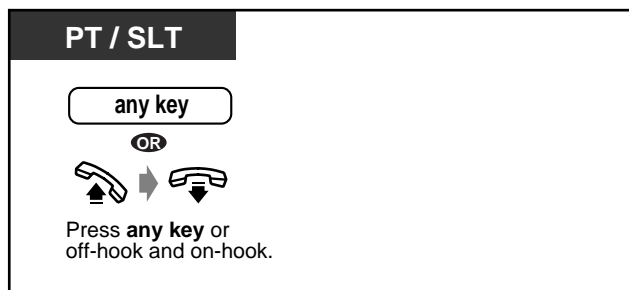 PT / SLT
any key
OR
Press any key or
off-hook and on-hook.